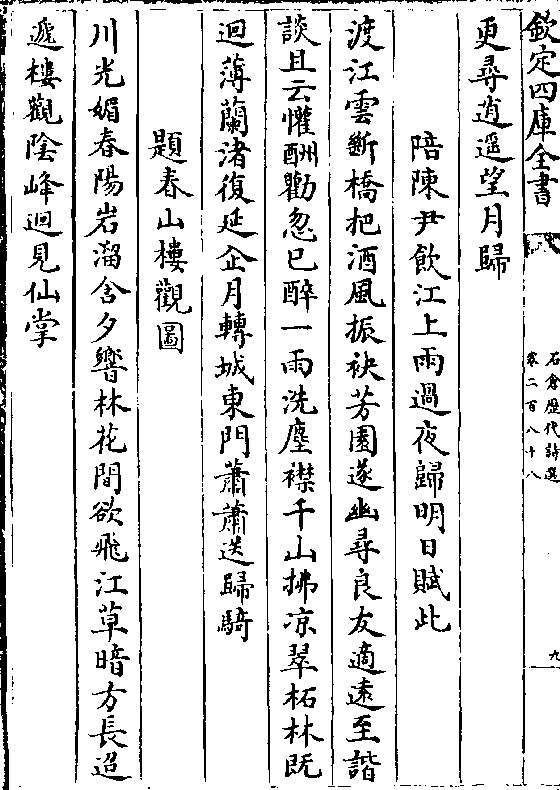 欽定四庫全書
石倉歴代詩選
卷二百八十八
九
更尋逍遥望月歸
陪陳尹飲江上雨過夜歸明日賦此
渡江雲斷橋把酒風振袂芳園遂幽尋良友適逺至諧
談且云懽酬勸忽已醉一雨洗塵襟千山拂凉翠柘林既
迴薄蘭渚復延企月轉城東門蕭蕭送歸騎
題春山樓觀圖
川光媚春陽岩溜含夕響林花間欲飛江草暗方長迢
遞樓觀陰峰迴見仙掌